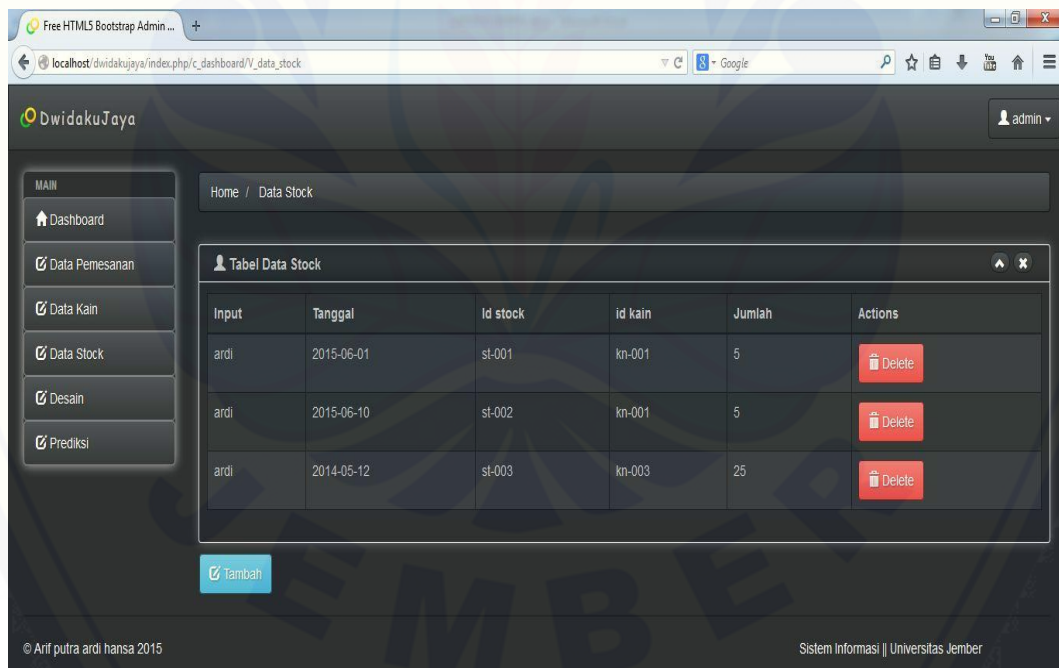 Free HTML5 Bootstrap Admin ...
localhost/dwidakujaya/index.php/c_dashboard/V_data_stock
Google
DwidakuJaya
admin
MAIN
Dashboard
Data Pemesanan
Data Kain
Data Stock
Desain
Prediksi
Home / Data Stock
Tabel Data Stock
Input Tanggal Id stock id kain Jumlah Actions
ardi 2015-06-01 st-001 kn-001 5 Delete
ardi 2015-06-10 st-002 kn-001 5 Delete
ardi 2014-05-12 st-003 kn-003 25 Delete
Tambah
JEMBER
© Arif putra ardi hansa 2015
Sistem Informasi || Universitas Jember